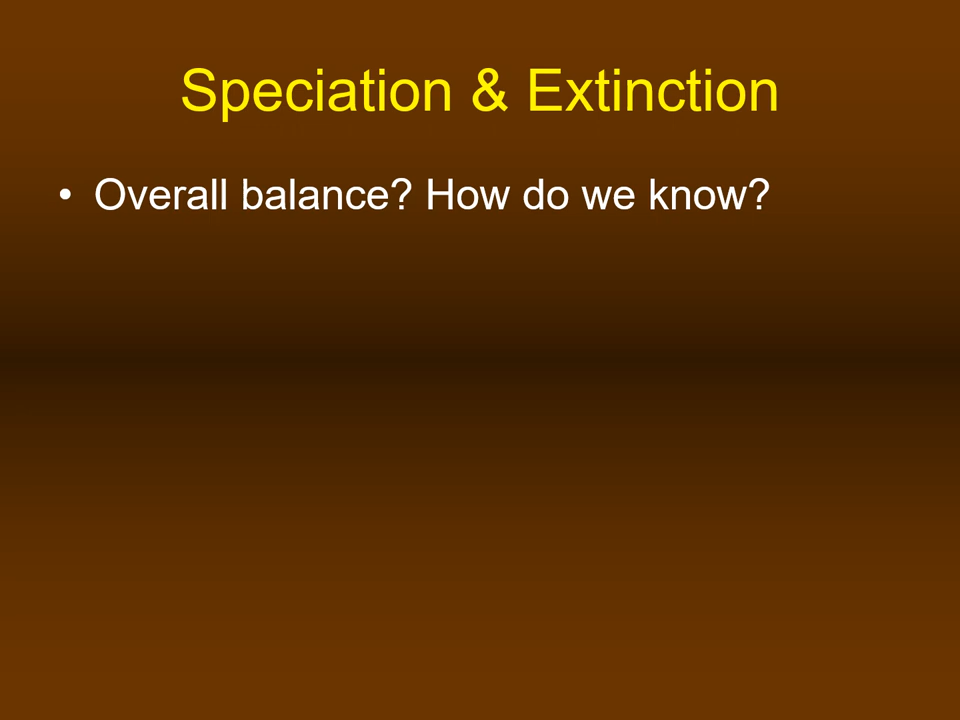 Speciation & Extinction
• Overall balance? How do we know?